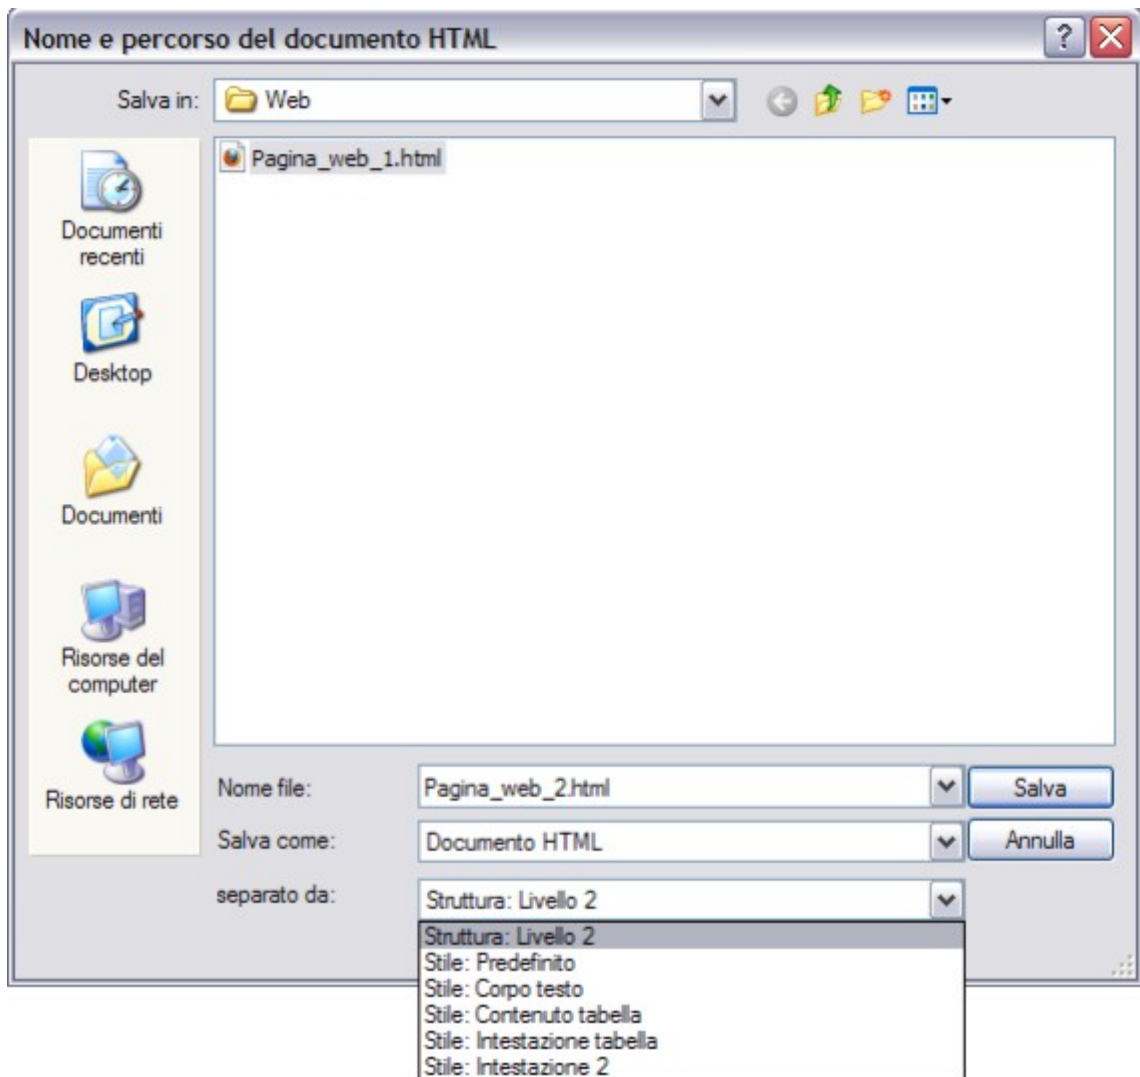 Nome e percorso del documento HTML
Salva in:
Web
Pagina_web_1.html
Documenti
recenti
Desktop
Documenti
Risorse del
computer
Risorse di rete
Nome file:
Pagina_web_2.html
Salva
Salva come:
Documento HTML
Annulla
separato da:
Struttura: Livello 2
Struttura: Livello 2
Stile: Predefinito
Stile: Corpo testo
Stile: Contenuto tabella
Stile: Intestazione tabella
Stile: Intestazione 2